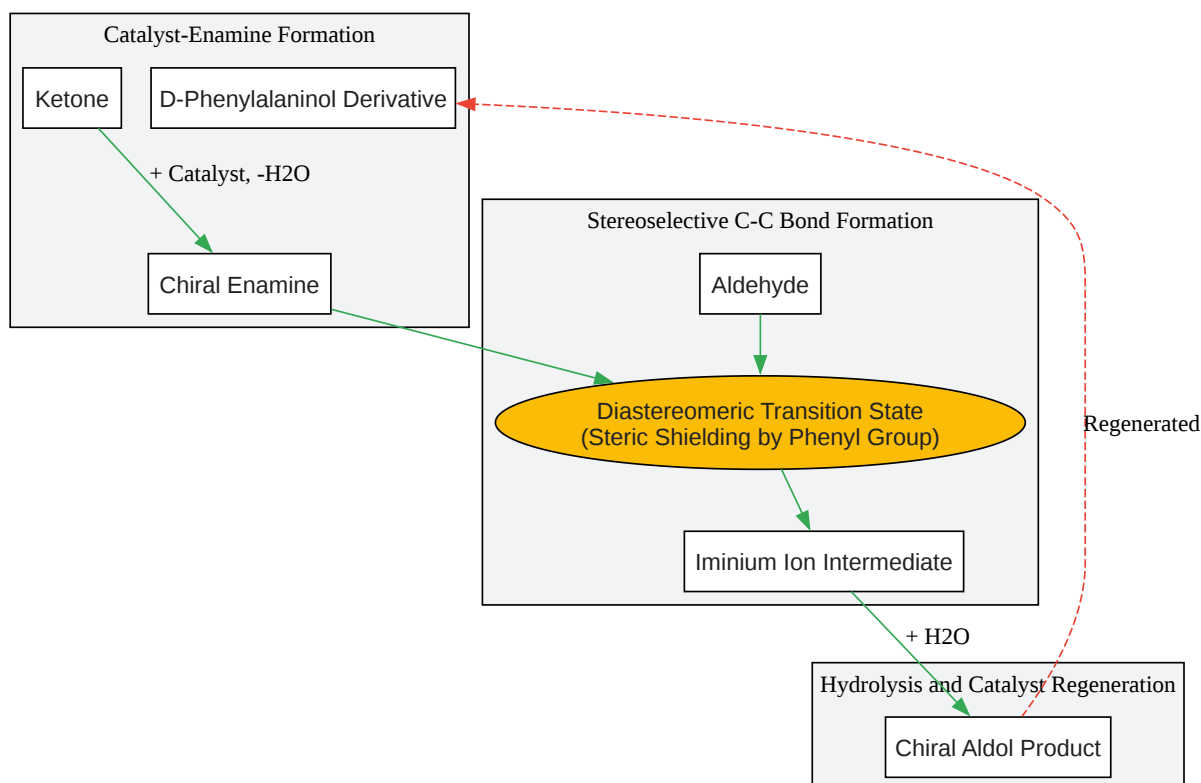 Catalyst-Enamine Formation
Ketone
D-Phenylalaninol Derivative
+ Catalyst, -H2O
Chiral Enamine
Stereoselective C-C Bond Formation
Aldehyde
Diastereomeric Transition State
(Steric Shielding by Phenyl Group)
Regenerated
Iminium Ion Intermediate
+ H2O
Hydrolysis and Catalyst Regeneration
Chiral Aldol Product